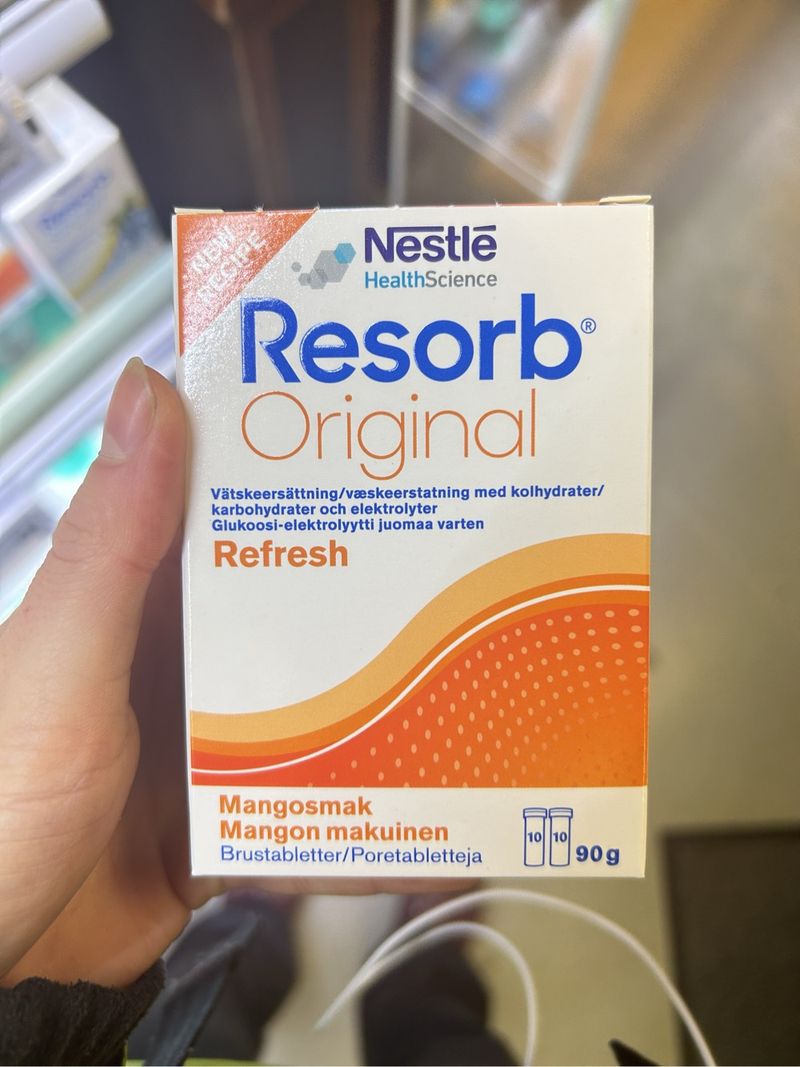 NEW
RECIPE
Nestlé
HealthScience
Resorb®
Original
Vätskeersättning/væskeerstatning med kolhydrater/
karbohydrater och elektrolyter
Glukoosi-elektrolyytti juomaa varten
Refresh
Mangosmak
Mangon makuinen
Brustabletter/Poretabletteja
10 10
90g